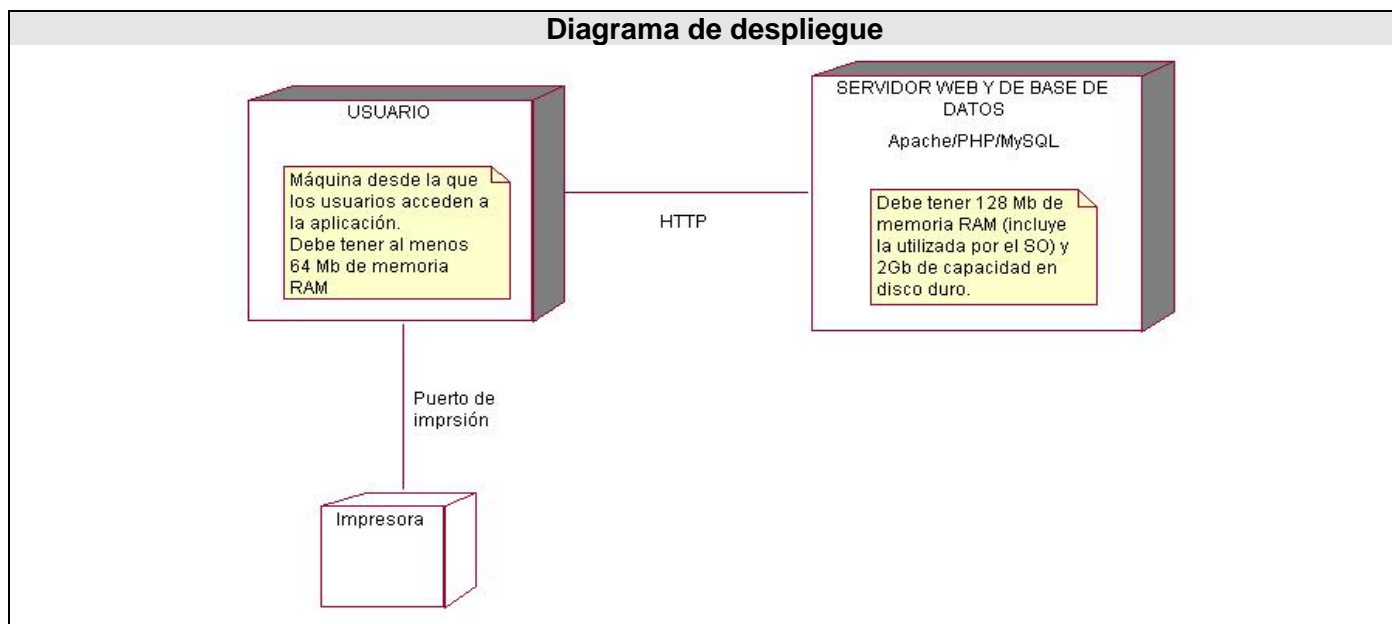 Diagrama de despliegue
USUARIO
Máquina desde la que
los usuarios acceden a
la aplicación.
Debe tener al menos
64 Mb de memoria
RAM
HTTP
SERVIDOR WEB Y DE BASE DE
DATOS
Apache/PHP/MySQL
Debe tener 128 Mb de
memoria RAM (incluye
la utilizada por el SO) y
2Gb de capacidad en
disco duro.
Puerto de
imprsión
Impresora